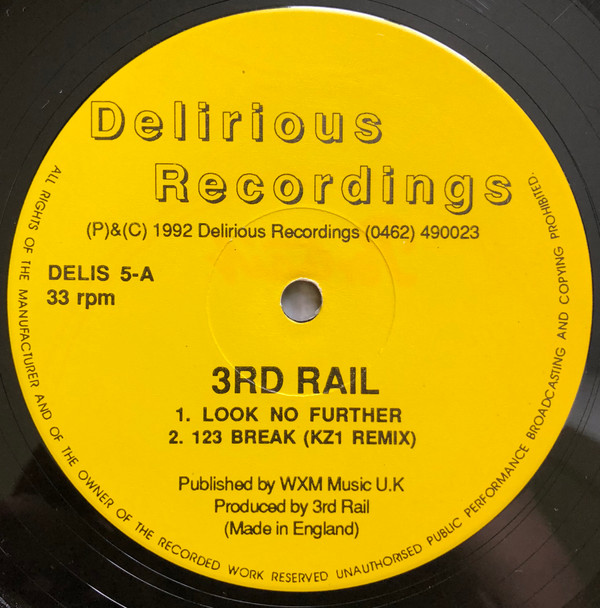 Delirious
Recordings
(P)&(C) 1992 Delirious Recordings (0462) 490023
DELIS 5-A
33 rpm
3RD RAIL
1. LOOK NO FURTHER
2. 123 BREAK (KZ1 REMIX)
Published by WXM Music U.K
Produced by 3rd Rail
(Made in England)
ALL RIGHTS OF THE MANUFACTURER AND OF THE OWNER OF THE RECORDED WORK RESERVED UNAUTHORISED PUBLIC PERFORMANCE BROADCASTING AND COPYING PROHIBITED.